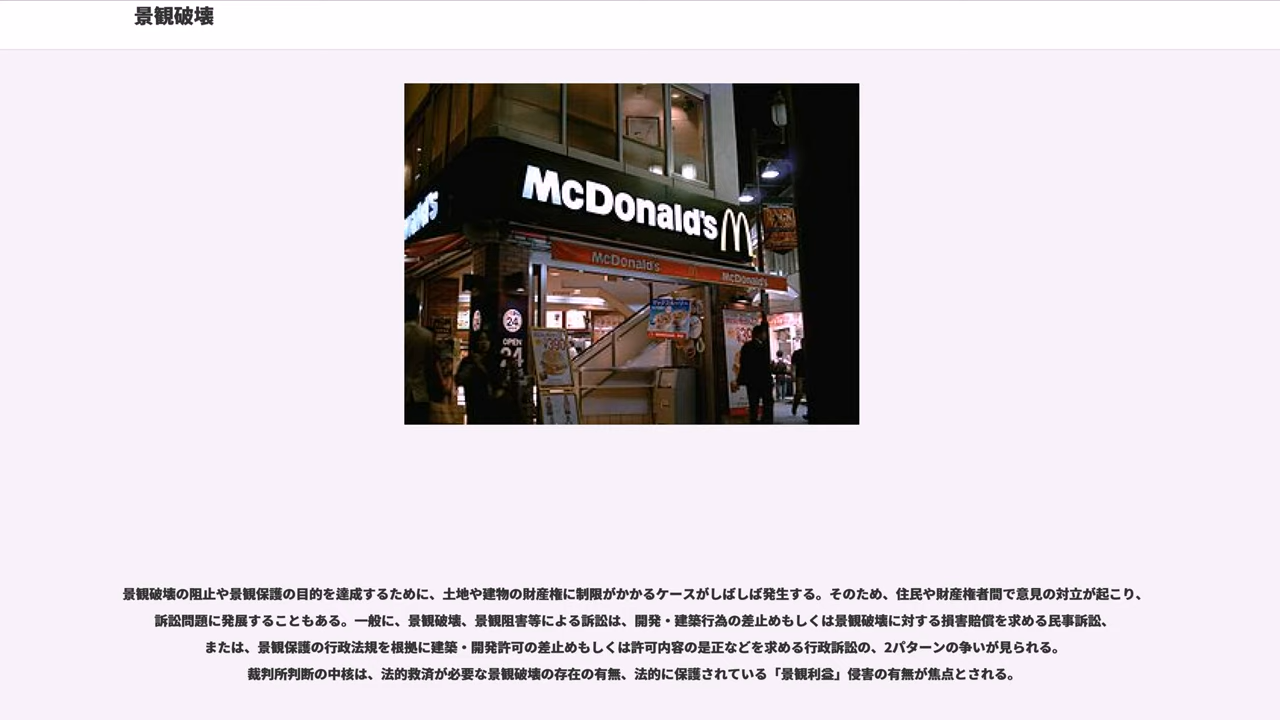 景観破壊
McDonald's
McDonald's
McDonald's
24
OPEN
24
¥390
景観破壊の阻止や景観保護の目的を達成するために、土地や建物の財産権に制限がかかるケースがしばしば発生する。そのため、住民や財産権者間で意見の対立が起こり、
訴訟問題に発展することもある。一般に、景観破壊、景観阻害等による訴訟は、開発・建築行為の差止めもしくは景観破壊に対する損害賠償を求める民事訴訟、
または、景観保護の行政法規を根拠に建築・開発許可の差止めもしくは許可内容の是正などを求める行政訴訟の、2パターンの争いが見られる。
裁判所判断の中核は、法的救済が必要な景観破壊の存在の有無、法的に保護されている「景観利益」侵害の有無が焦点とされる。